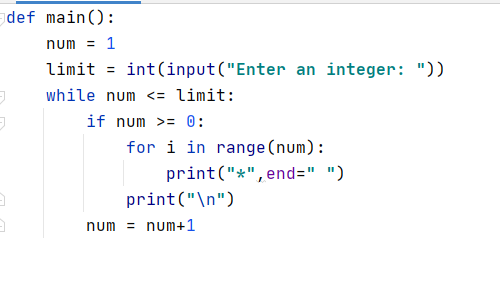 def main():
    num = 1
    limit = int(input("Enter an integer: "))
    while num <= limit:
        if num >= 0:
            for i in range(num):
                print("*",end=" ")
            print("\n")
        num = num+1